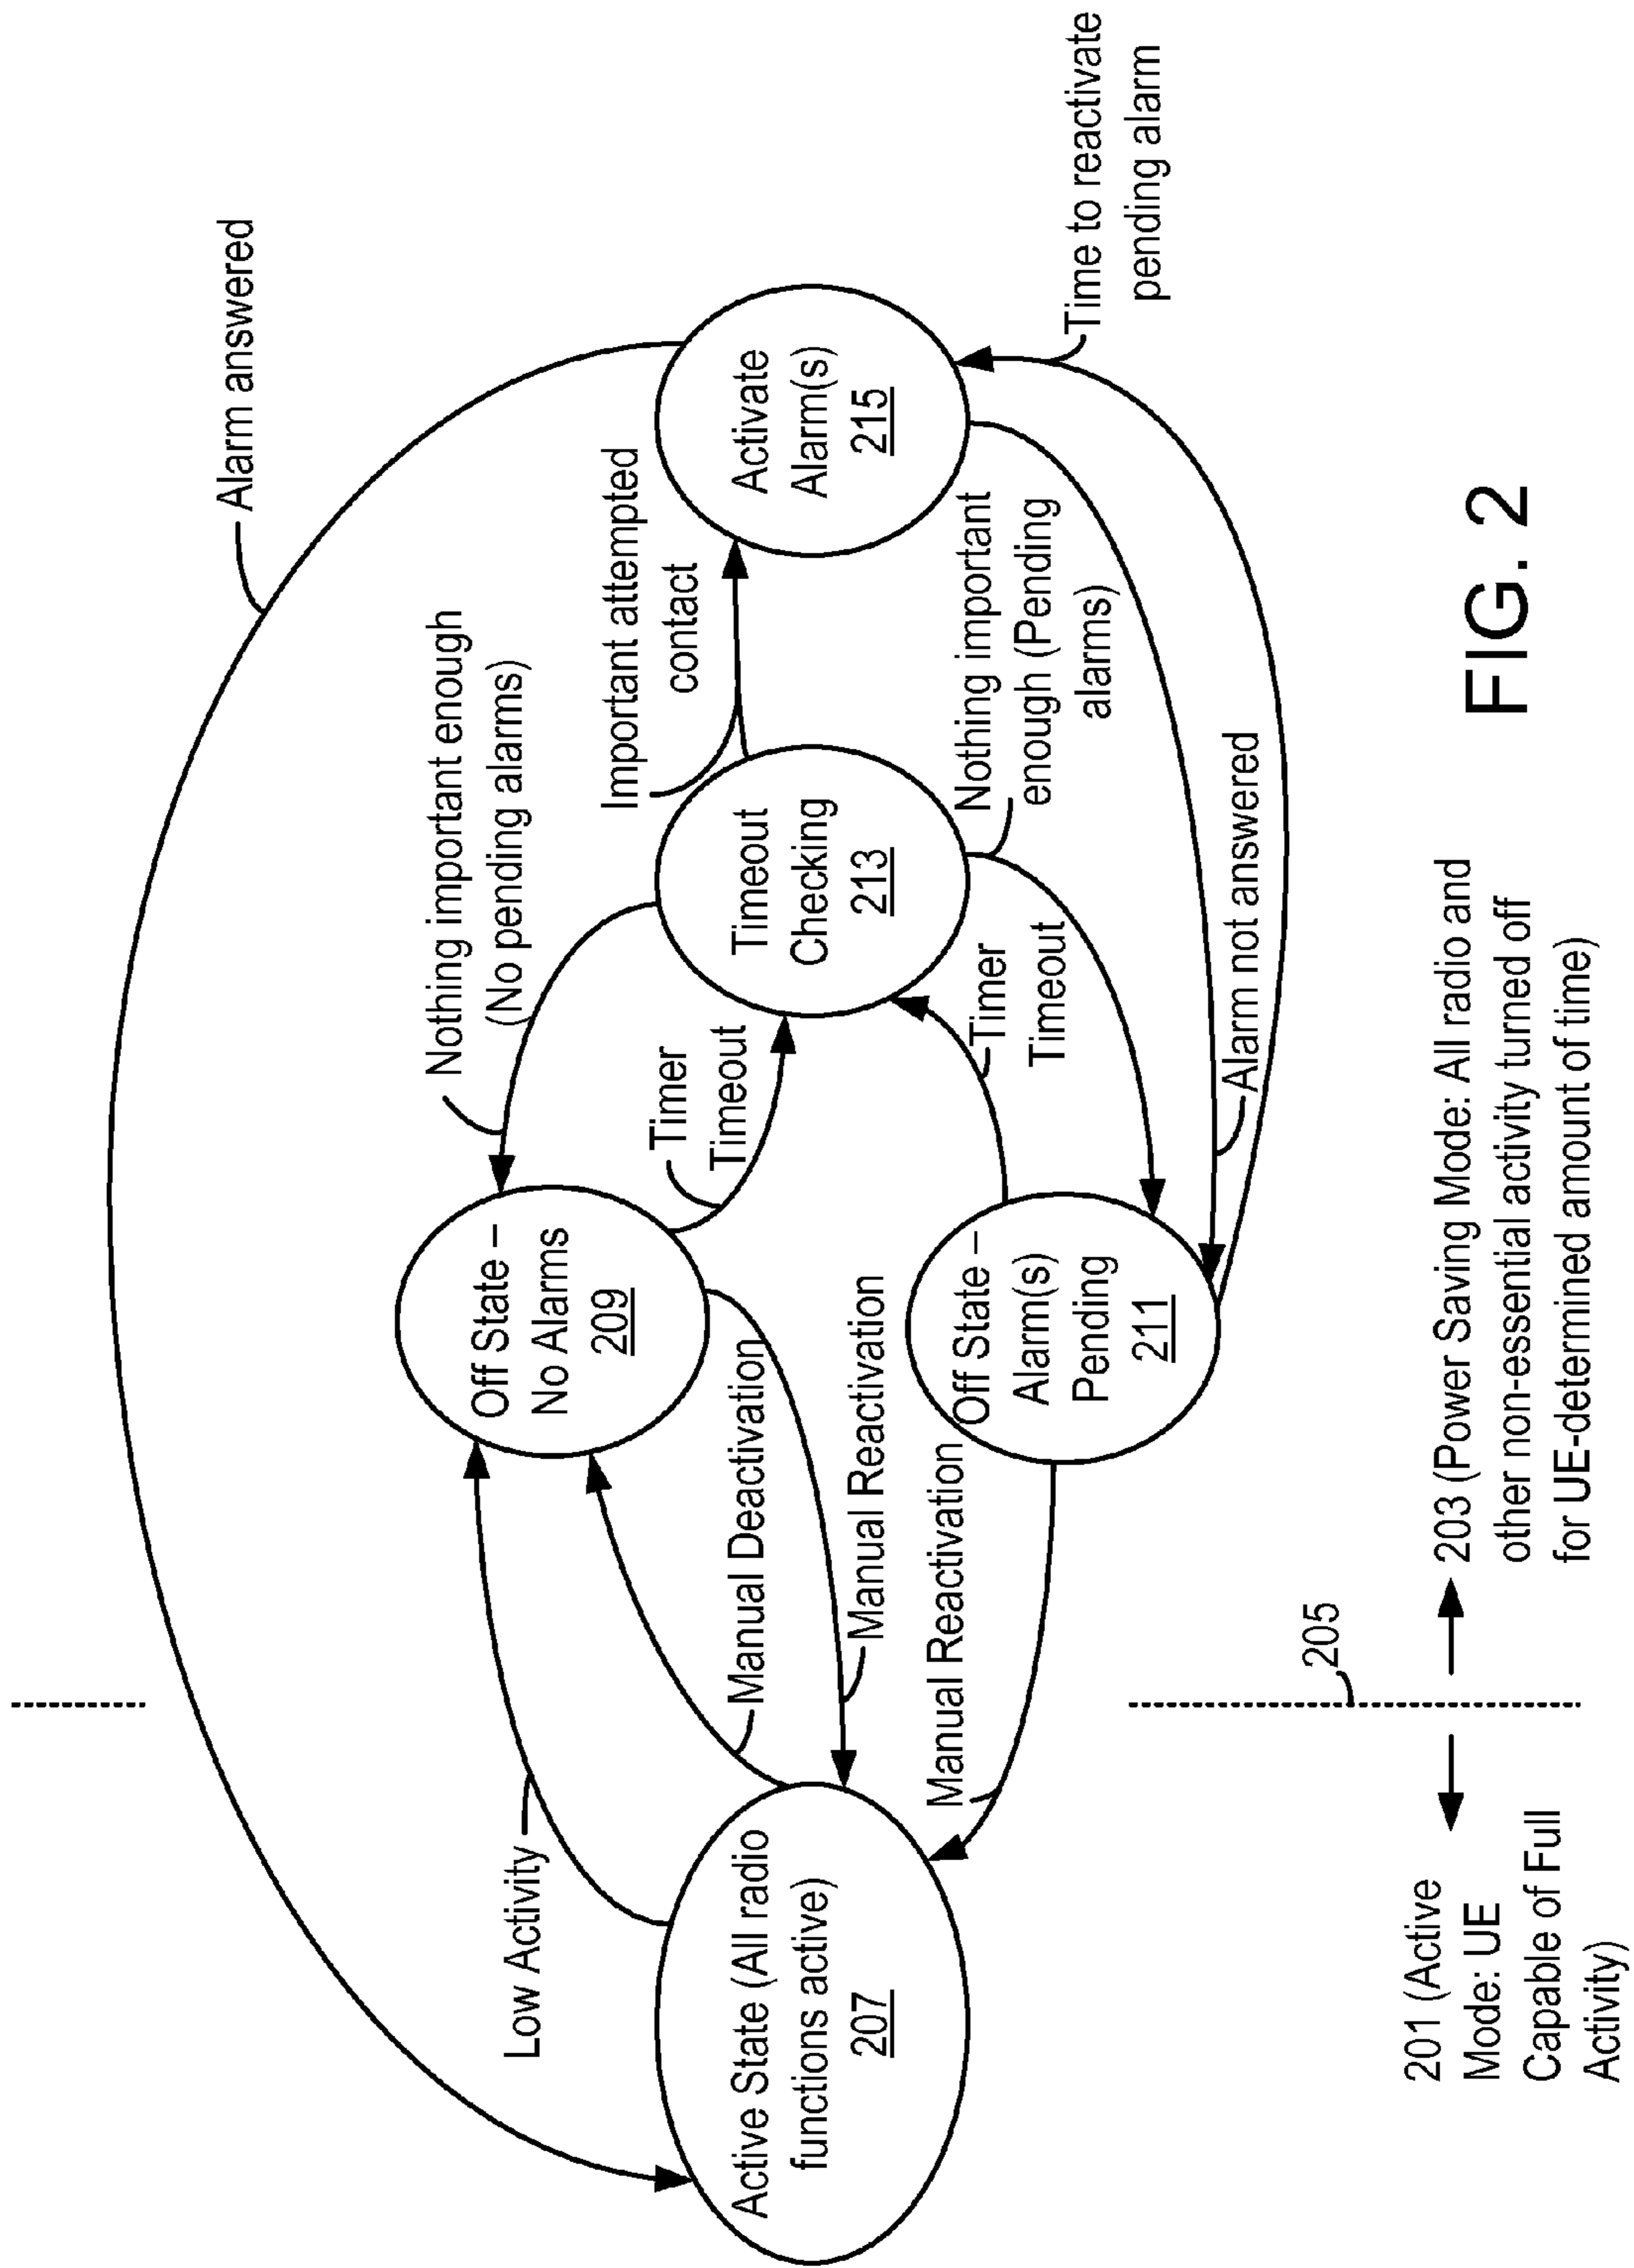 Alarm answered
Nothing important enough
(No pending alarms)
Low Activity
Off State –
No Alarms
209
Timer
Timeout
Important attempted
contact
Manual Deactivation
Manual Reactivation
Active State (All radio
functions active)
207
Timeout
Checking
213
Activate
Alarm(s)
215
Manual Reactivation
Off State –
Alarm(s)
Pending
211
Timer
Timeout
Nothing important
enough (Pending
alarms)
Time to reactivate
pending alarm
Alarm not answered
205
201 (Active
Mode: UE
Capable of Full
Activity)
203 (Power Saving Mode: All radio and
other non-essential activity turned off
for UE-determined amount of time)
FIG. 2